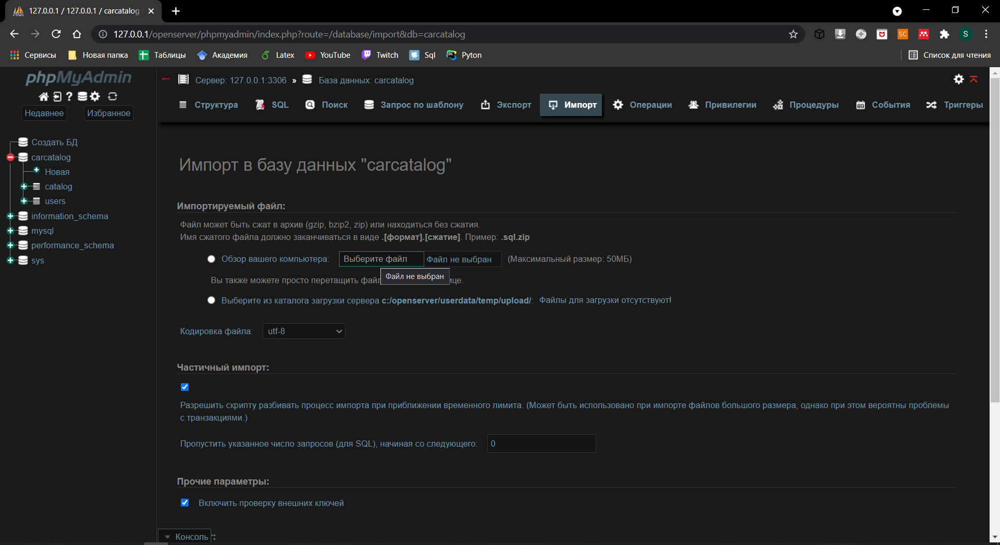 127.0.0.1 / 127.0.0.1 / carcatalog
127.0.0.1/openserver/phpmyadmin/index.php?route=/database/import&db=carcatalog
SC
S
Сервисы
Новая папка
Таблицы
Академия
Latex
YouTube
Twitch
Sql
DL
Pyton
Список для чтения
phpMyAdmin
Недавнее
Избранное
Создать БД
carcatalog
Новая
catalog
users
information_schema
mysql
performance_schema
sys
Сервер: 127.0.0.1:3306 » База данных: carcatalog
Структура
SQL
Поиск
Запрос по шаблону
Экспорт
Импорт
Операции
Привилегии
Процедуры
События
Триггеры
Импорт в базу данных "carcatalog"
Импортируемый файл:
Файл может быть сжат в архив (gzip, bzip2, zip) или находиться без сжатия.
Имя сжатого файла должно заканчиваться в виде .[формат].[сжатие]. Пример: .sql.zip
Обзор вашего компьютера: Выберите файл Файл не выбран (Максимальный размер: 50МБ)
Файл не выбран
Вы также можете просто перетащить файл ице.
Выберите из каталога загрузки сервера c:/openserver/userdata/temp/upload/: Файлы для загрузки отсутствуют!
Кодировка файла: utf-8
Частичный импорт:
Разрешить скрипту разбивать процесс импорта при приближении временного лимита. (Может быть использовано при импорте файлов большого размера, однако при этом вероятны проблемы
с транзакциями.)
Пропустить указанное число запросов (для SQL), начиная со следующего: 0
Прочие параметры:
Включить проверку внешних ключей
Консоль